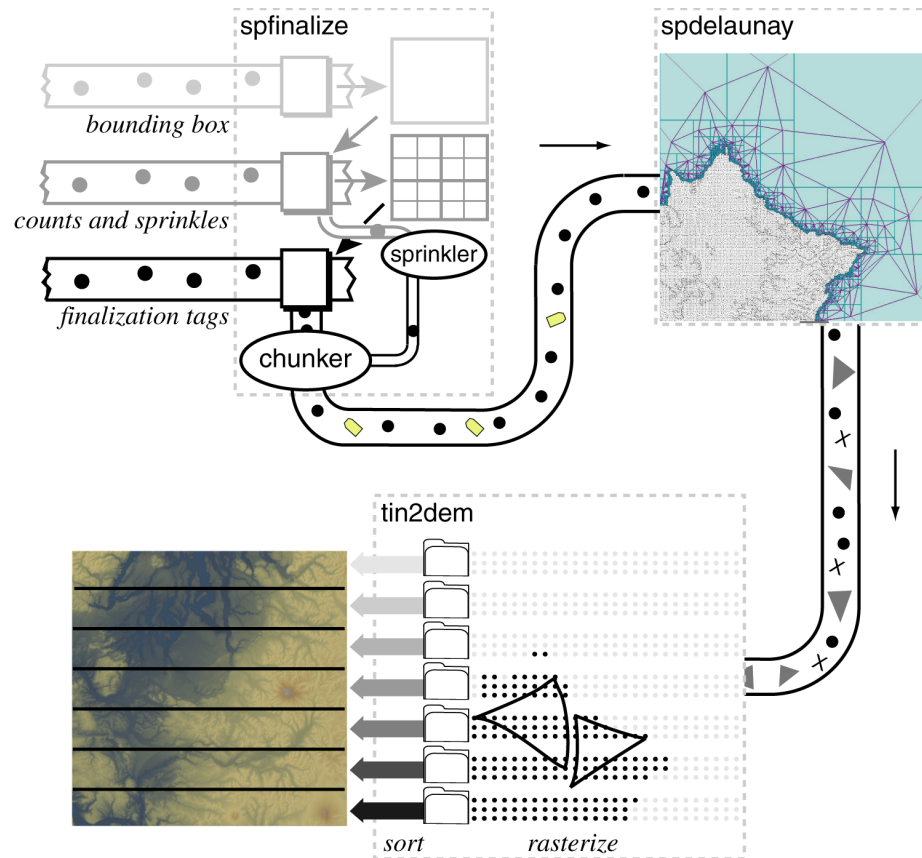 spfinalize
spdelaunay
bounding box
counts and sprinkles
sprinkler
finalization tags
chunker
x
x
x
tin2dem
sort
rasterize